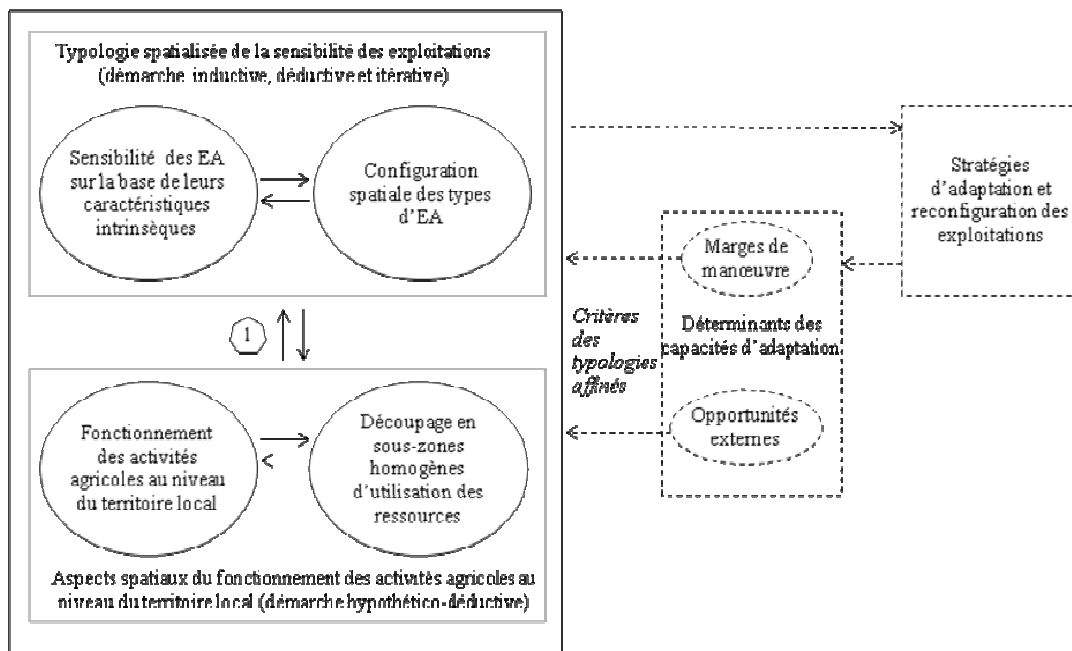 Typologie spatialisée de la sensibilité des exploitations
(démarche inductive, déductive et itérative)
Sensibilité des EA
sur la base de leurs
caractéristiques
intrinsèques
Configuration
spatiale des types
d'EA
1
Fonctionnement
des activités
agricoles au niveau
du territoire local
Découpage en
sous-zones
homogènes
d'utilisation des
ressources
Aspects spatiaux du fonctionnement des activités agricoles au
niveau du territoire local (démarche hypothético-déductive)
Critères
des
typologies
affinés
Marges de
manœuvre
Déterminants des
capacités d'adaptation
Opportunités
externes
Stratégies
d'adaptation et
reconfiguration des
exploitations